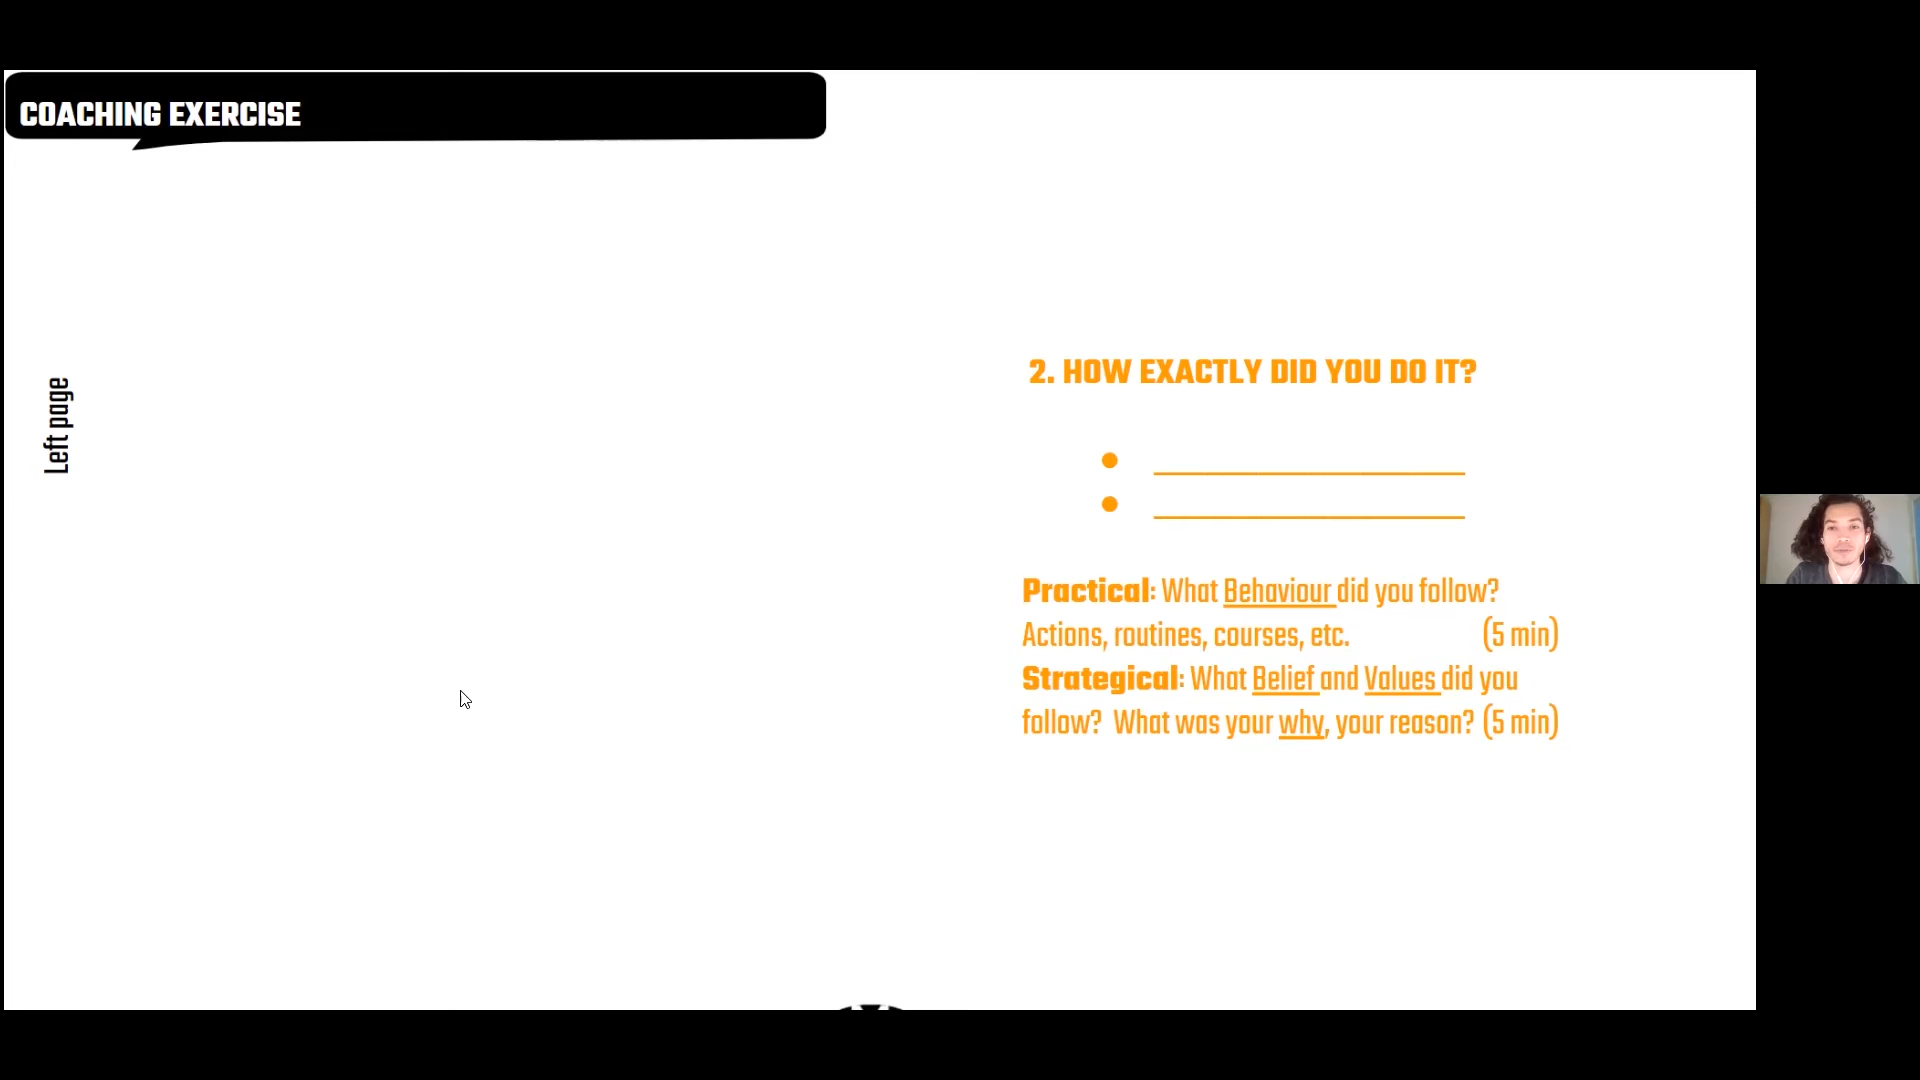 COACHING EXERCISE
Left page
2. HOW EXACTLY DID YOU DO IT?
Practical: What Behaviour did you follow?
Actions, routines, courses, etc. (5 min)
Strategical: What Belief and Values did you
follow? What was your why, your reason? (5 min)